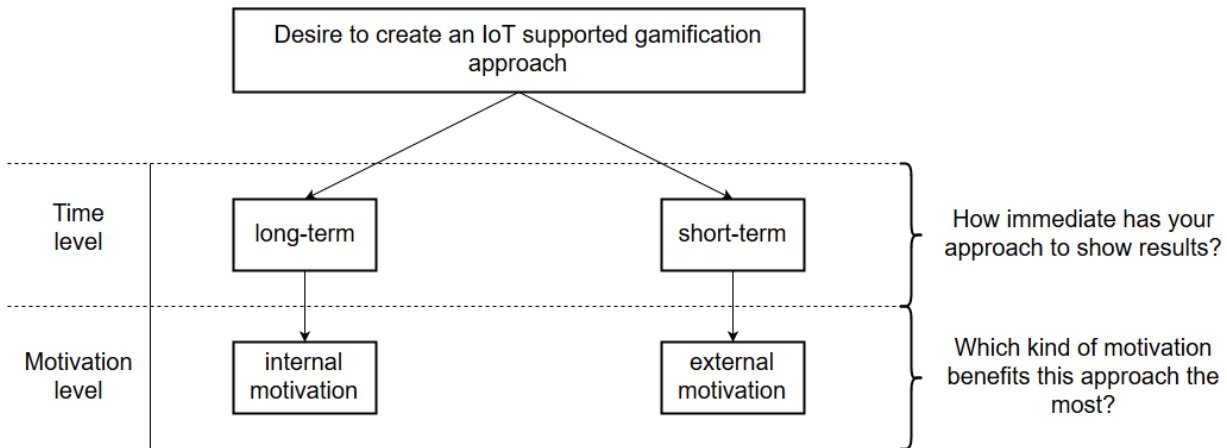 Desire to create an IoT supported gamification
approach
Time
level
long-term
short-term
How immediate has your
approach to show results?
Motivation
level
internal
motivation
external
motivation
Which kind of motivation
benefits this approach the
most?